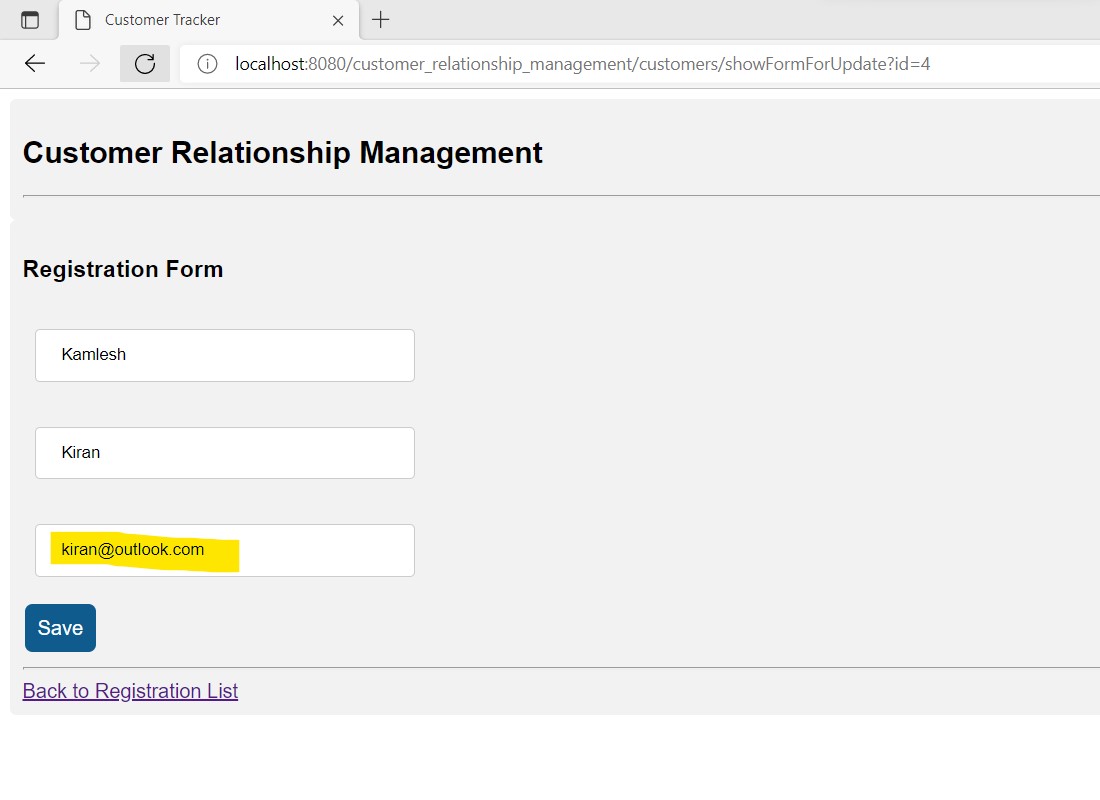 Customer Tracker
localhost:8080/customer_relationship_management/customers/showFormForUpdate?id=4
Customer Relationship Management
Registration Form
Kamlesh
Kiran
kiran@outlook.com
Save
Back to Registration List